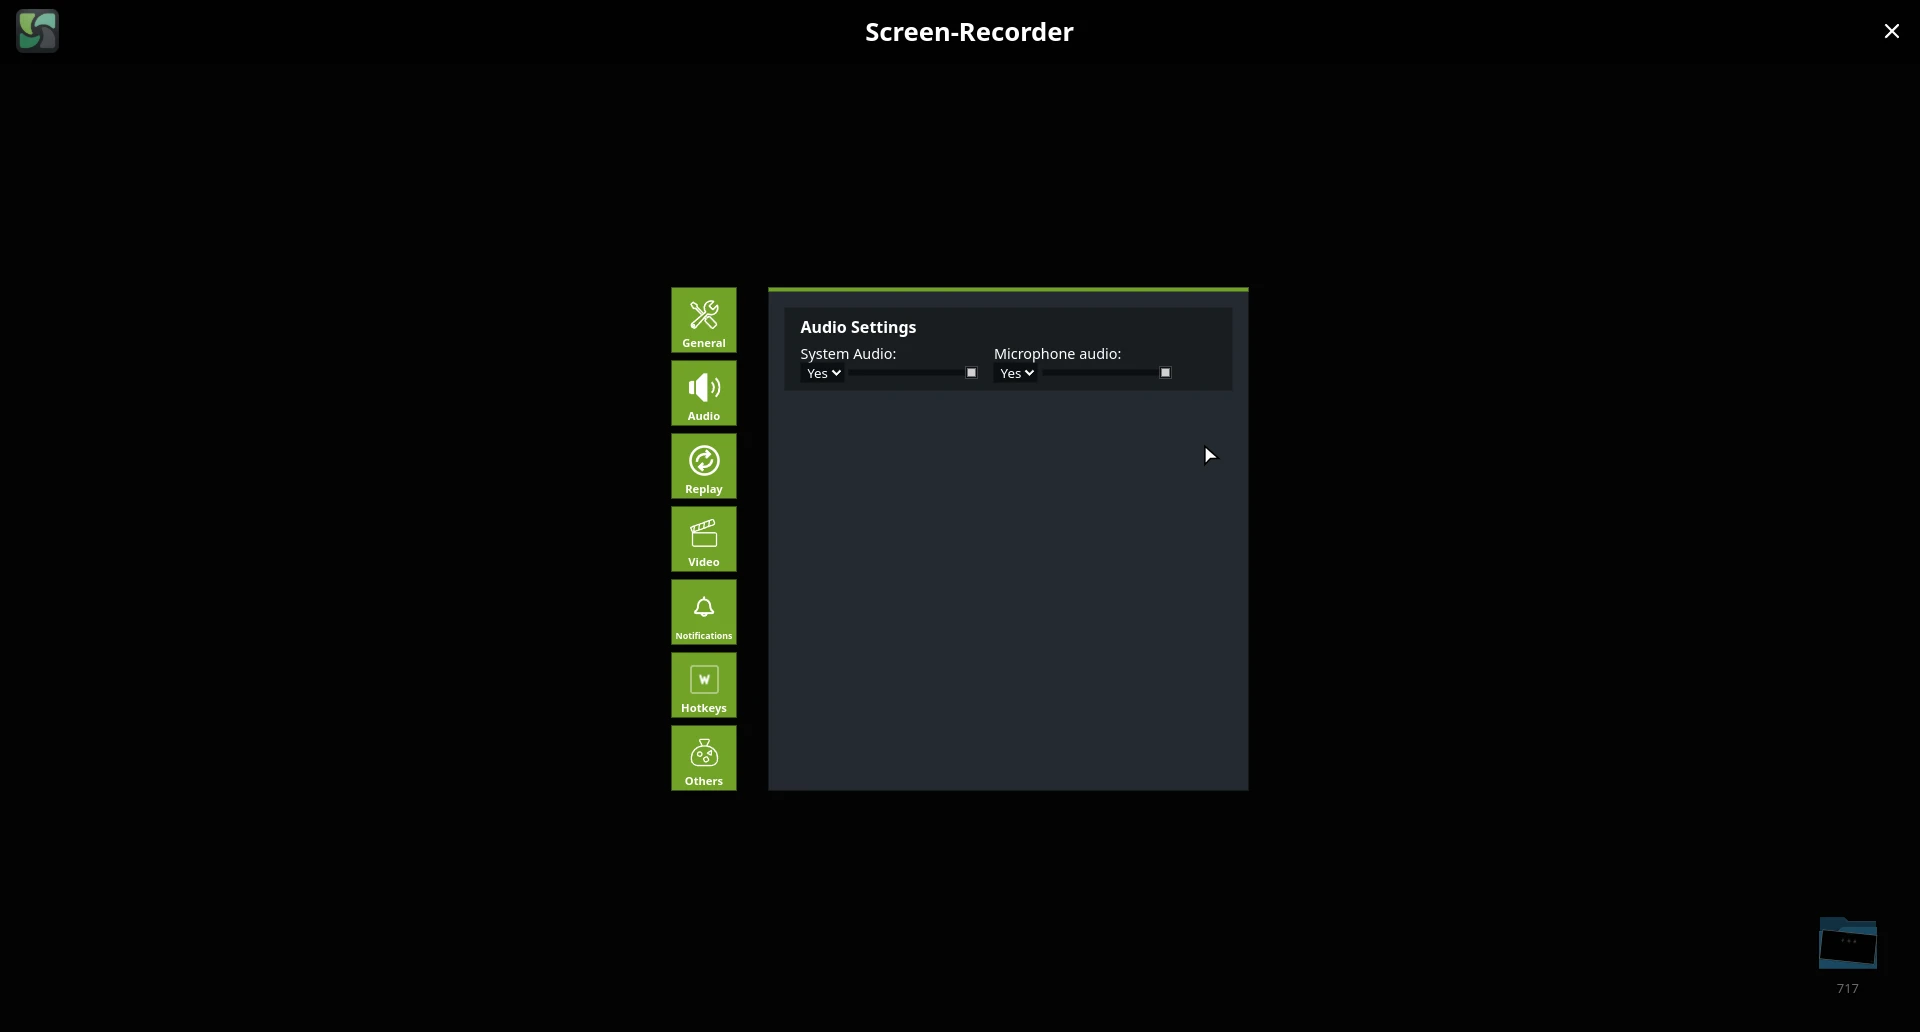 Screen-Recorder
General
Audio
Replay
Video
Notifications
W
Hotkeys
Others
Audio Settings
System Audio: Microphone audio:
Yes Yes
717